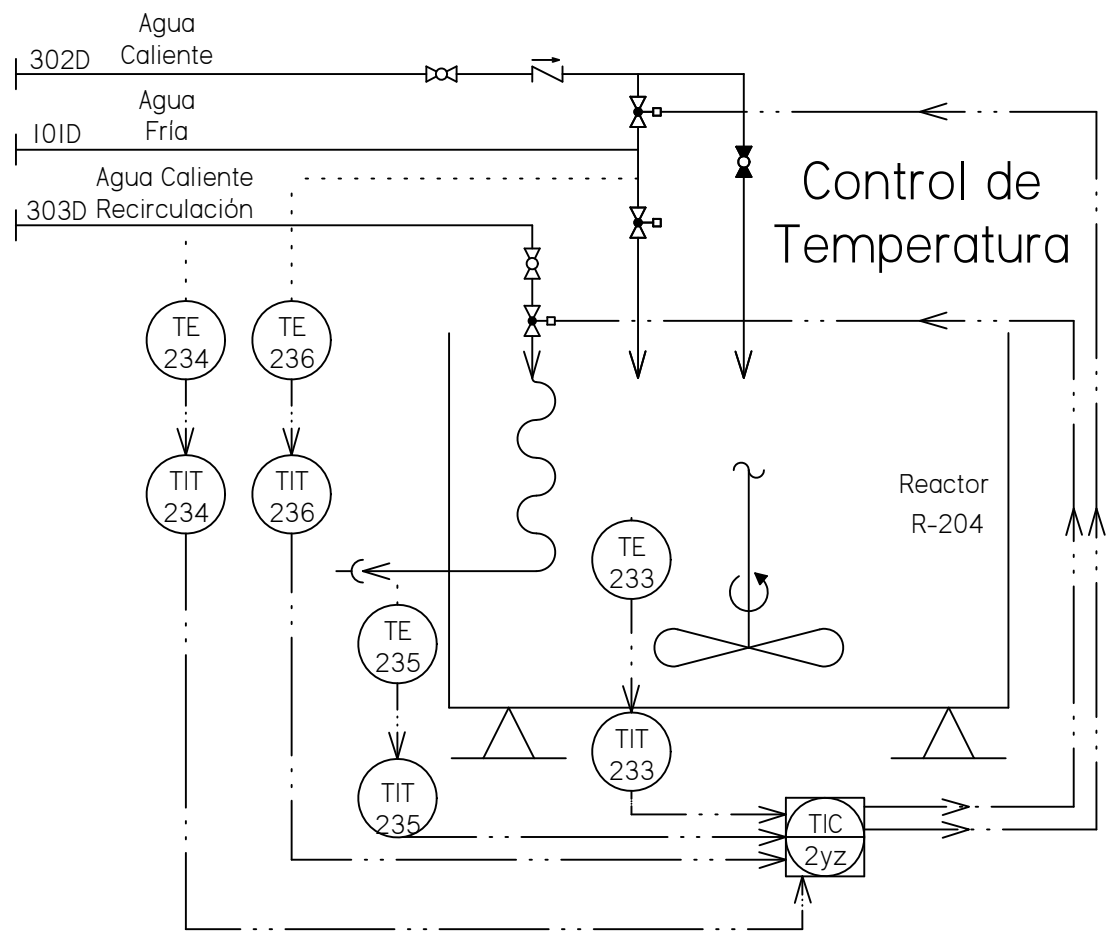 Agua
Caliente
302D
Agua
Fría
101D
Agua Caliente
303D Recirculación
Control de
Temperatura
TE
234
TE
236
TIT
234
TIT
236
Reactor
R-204
TE
233
TE
235
TIT
233
TIT
235
TIC
2yz